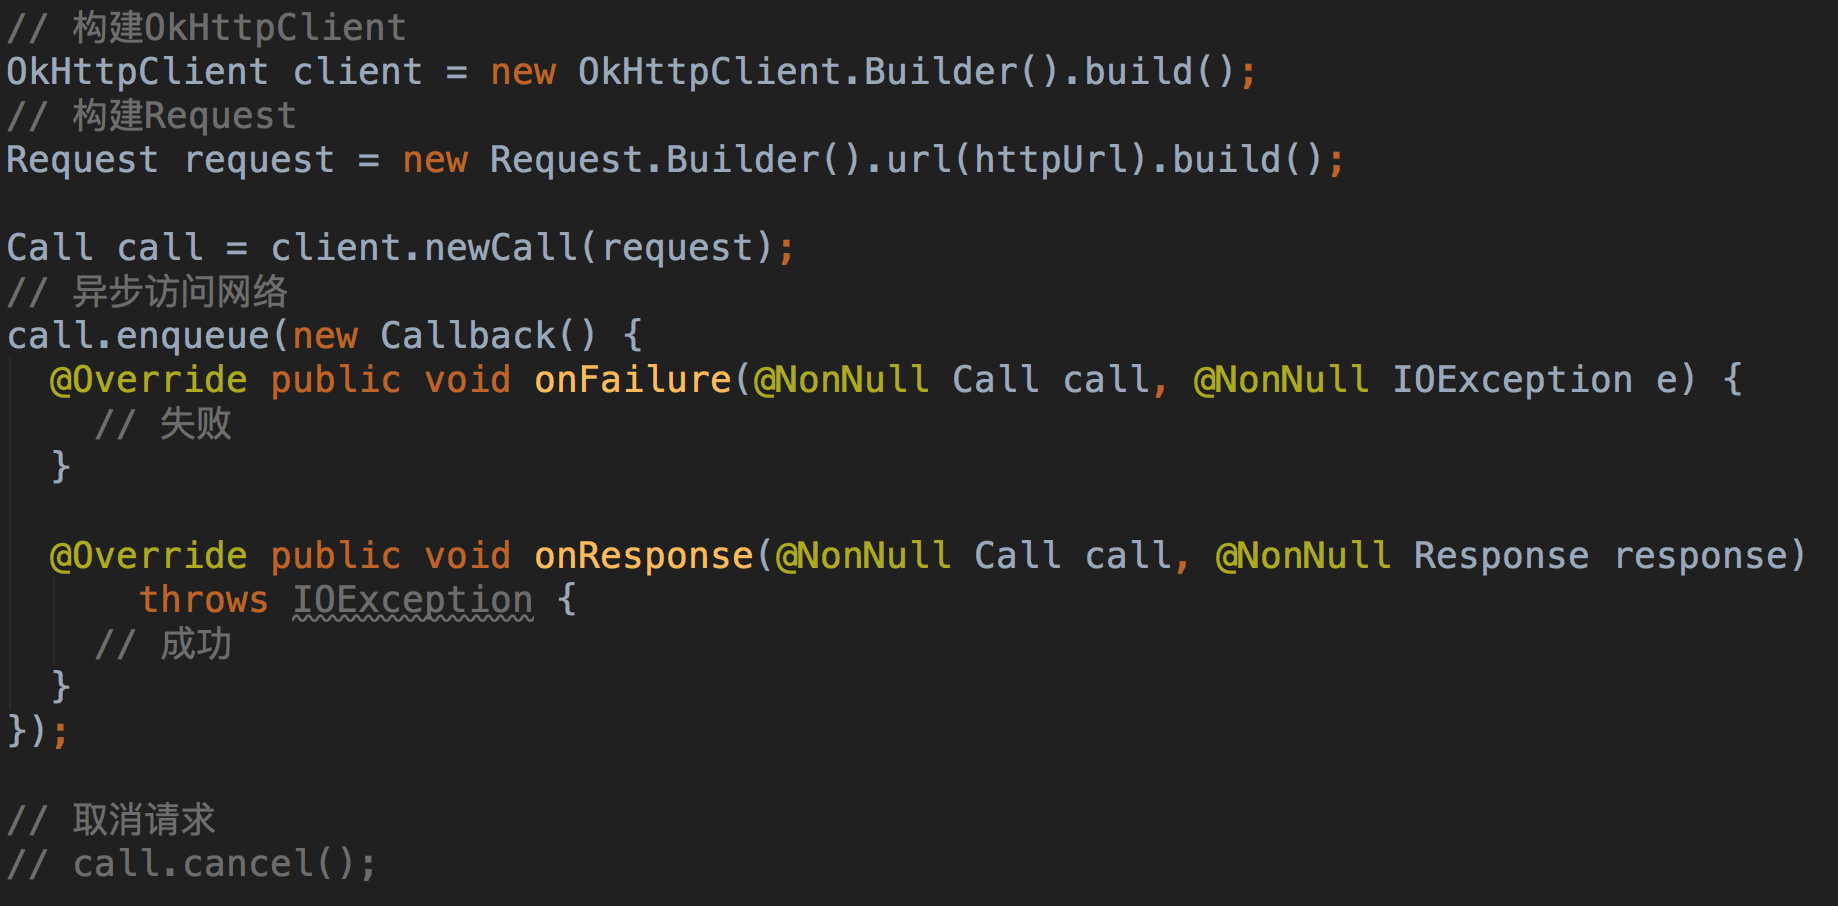 // 构建OkHttpClient
OkHttpClient client = new OkHttpClient.Builder().build();
// 构建Request
Request request = new Request.Builder().url(httpUrl).build();
Call call = client.newCall(request);
// 异步访问网络
call.enqueue(new Callback() {
@Override public void onFailure(@NonNull Call call, @NonNull IOException e) {
// 失败
}
@Override public void onResponse(@NonNull Call call, @NonNull Response response)
throws IOException {
// 成功
}
});
// 取消请求
// call.cancel();